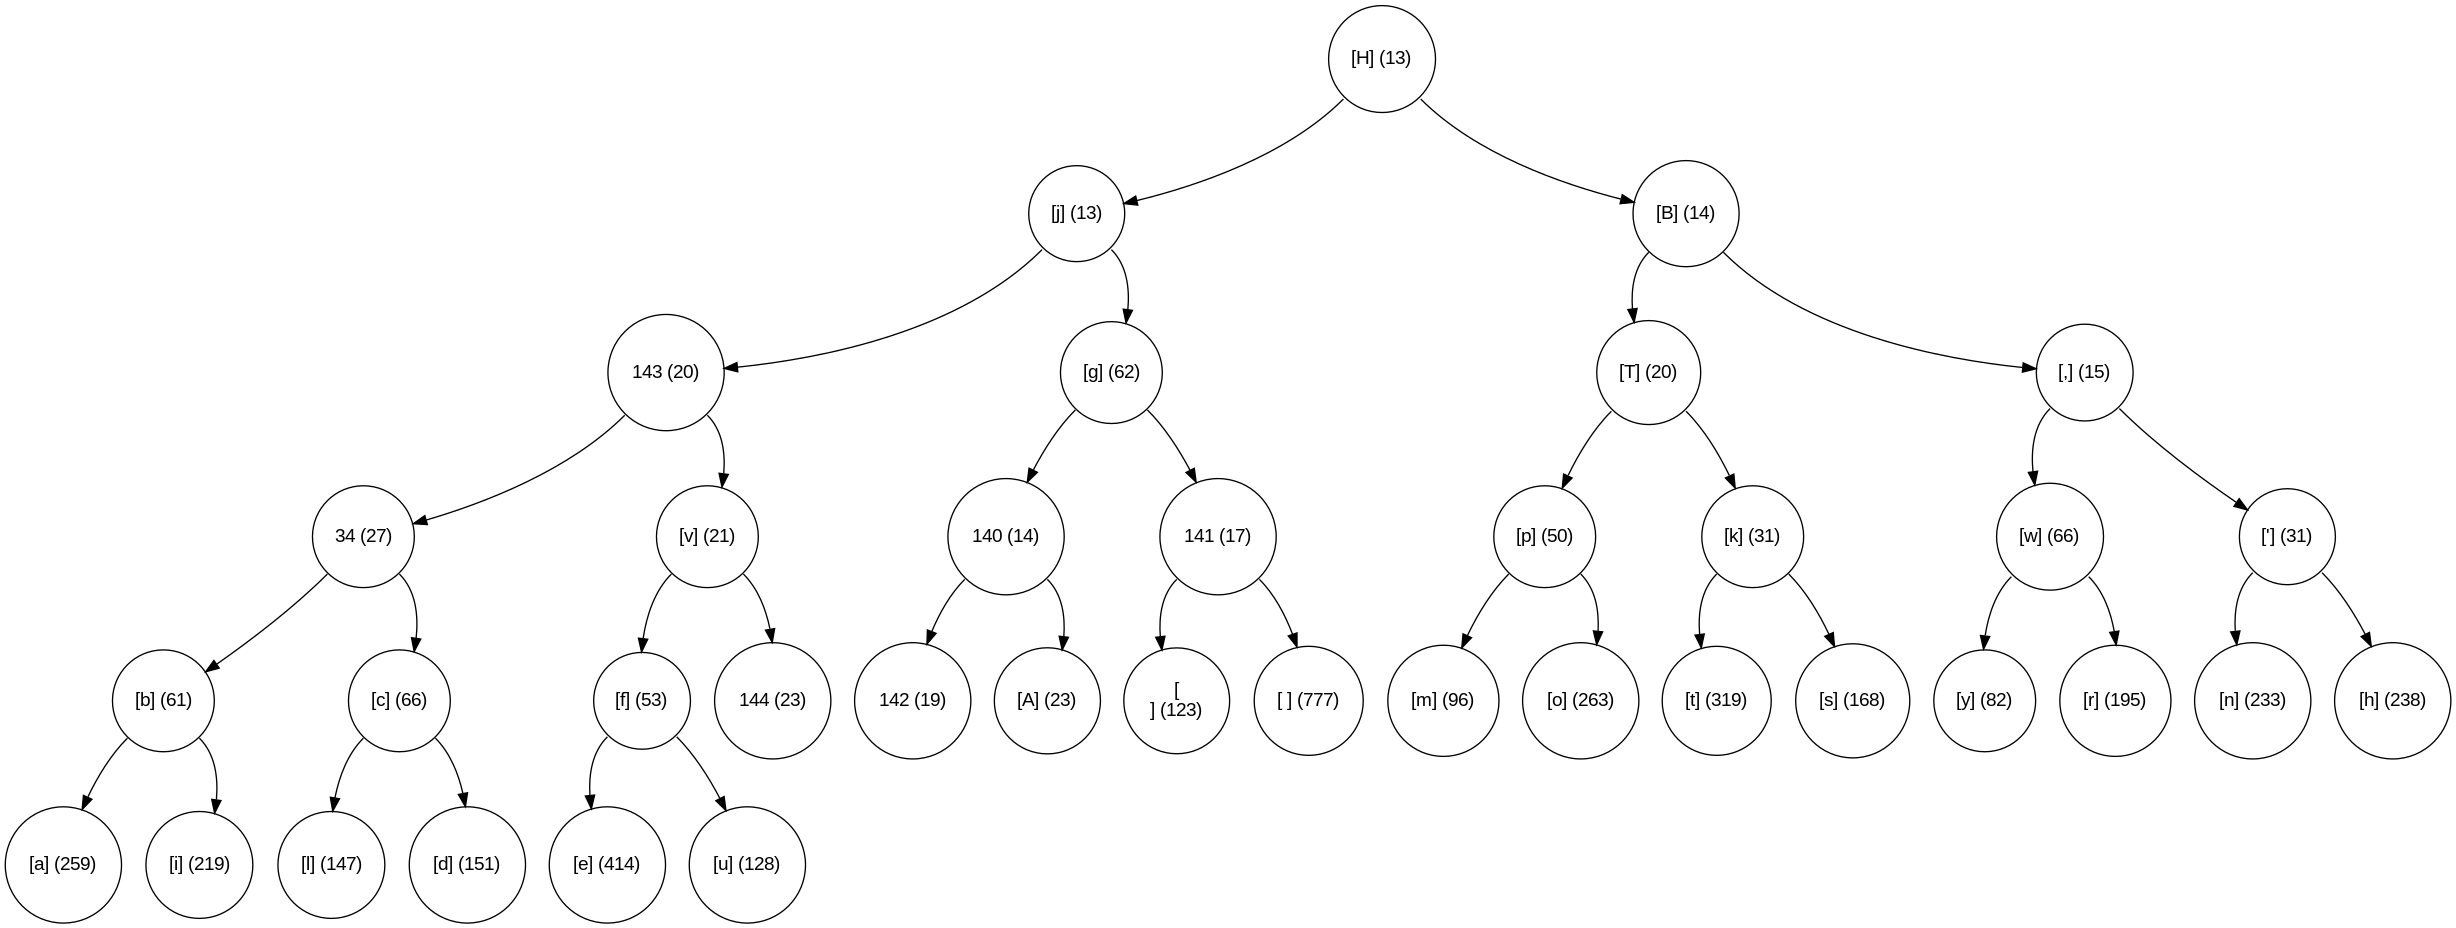 [H] (13)
[j] (13)
[B] (14)
143 (20)
[g] (62)
[T] (20)
[,] (15)
34 (27)
[v] (21)
140 (14)
141 (17)
[p] (50)
[k] (31)
[w] (66)
['] (31)
[b] (61)
[c] (66)
[f] (53)
144 (23)
142 (19)
[A] (23)
[
] (123)
[ ] (777)
[m] (96)
[o] (263)
[t] (319)
[s] (168)
[y] (82)
[r] (195)
[n] (233)
[h] (238)
[a] (259)
[i] (219)
[l] (147)
[d] (151)
[e] (414)
[u] (128)